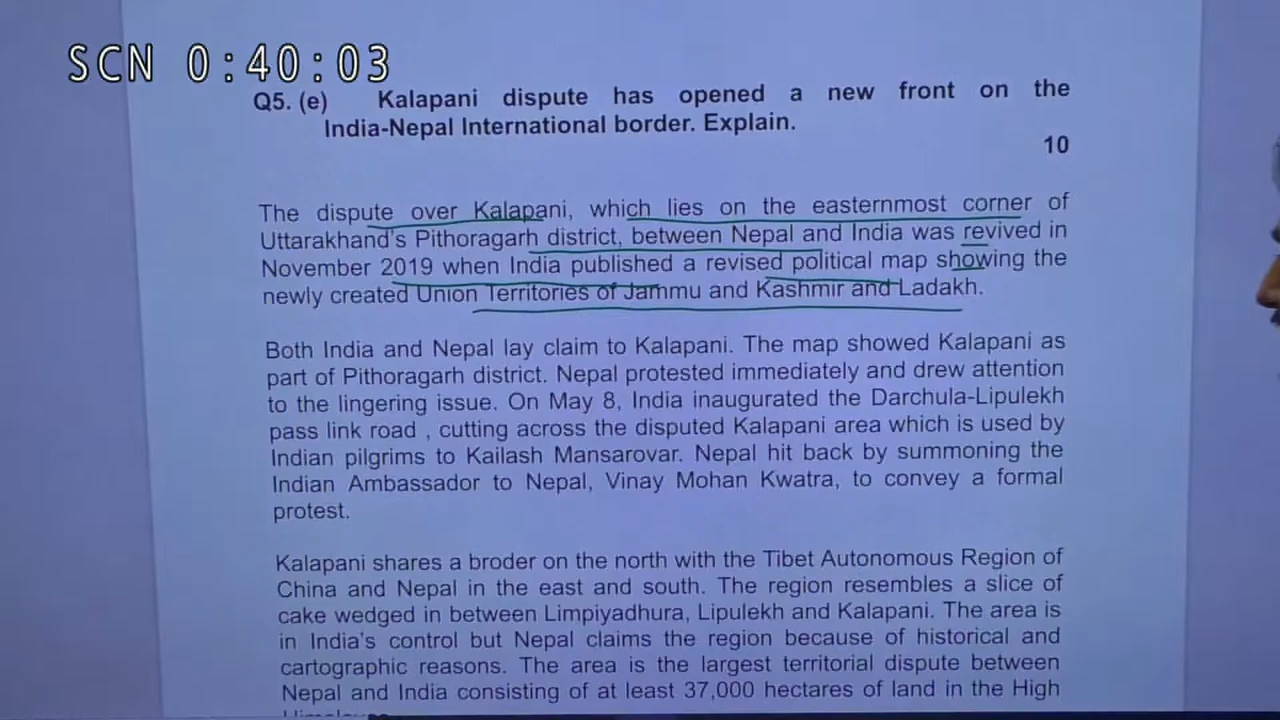 SCN 0:40:03
Q5. (e) Kalapani dispute has opened a new front on the
India-Nepal International border. Explain.
10
The dispute over Kalapani, which lies on the easternmost corner of
Uttarakhand's Pithoragarh district, between Nepal and India was revived in
November 2019 when India published a revised political map showing the
newly created Union Territories of Jammu and Kashmir and Ladakh.
Both India and Nepal lay claim to Kalapani. The map showed Kalapani as
part of Pithoragarh district. Nepal protested immediately and drew attention
to the lingering issue. On May 8, India inaugurated the Darchula-Lipulekh
pass link road , cutting across the disputed Kalapani area which is used by
Indian pilgrims to Kailash Mansarovar. Nepal hit back by summoning the
Indian Ambassador to Nepal, Vinay Mohan Kwatra, to convey a formal
protest.
Kalapani shares a broder on the north with the Tibet Autonomous Region of
China and Nepal in the east and south. The region resembles a slice of
cake wedged in between Limpiyadhura, Lipulekh and Kalapani. The area is
in India's control but Nepal claims the region because of historical and
cartographic reasons. The area is the largest territorial dispute between
Nepal and India consisting of at least 37,000 hectares of land in the High